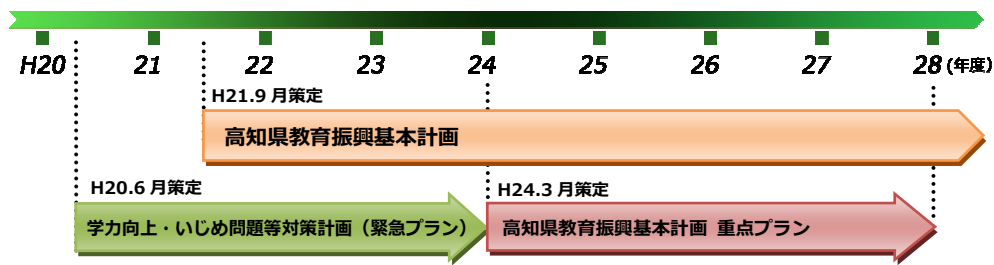 H20 21 22 23 24 25 26 27 28 (年度)
H21.9 月策定
高知県教育振興基本計画
H20.6 月策定
H24.3 月策定
学力向上・いじめ問題等対策計画（緊急プラン）
高知県教育振興基本計画 重点プラン